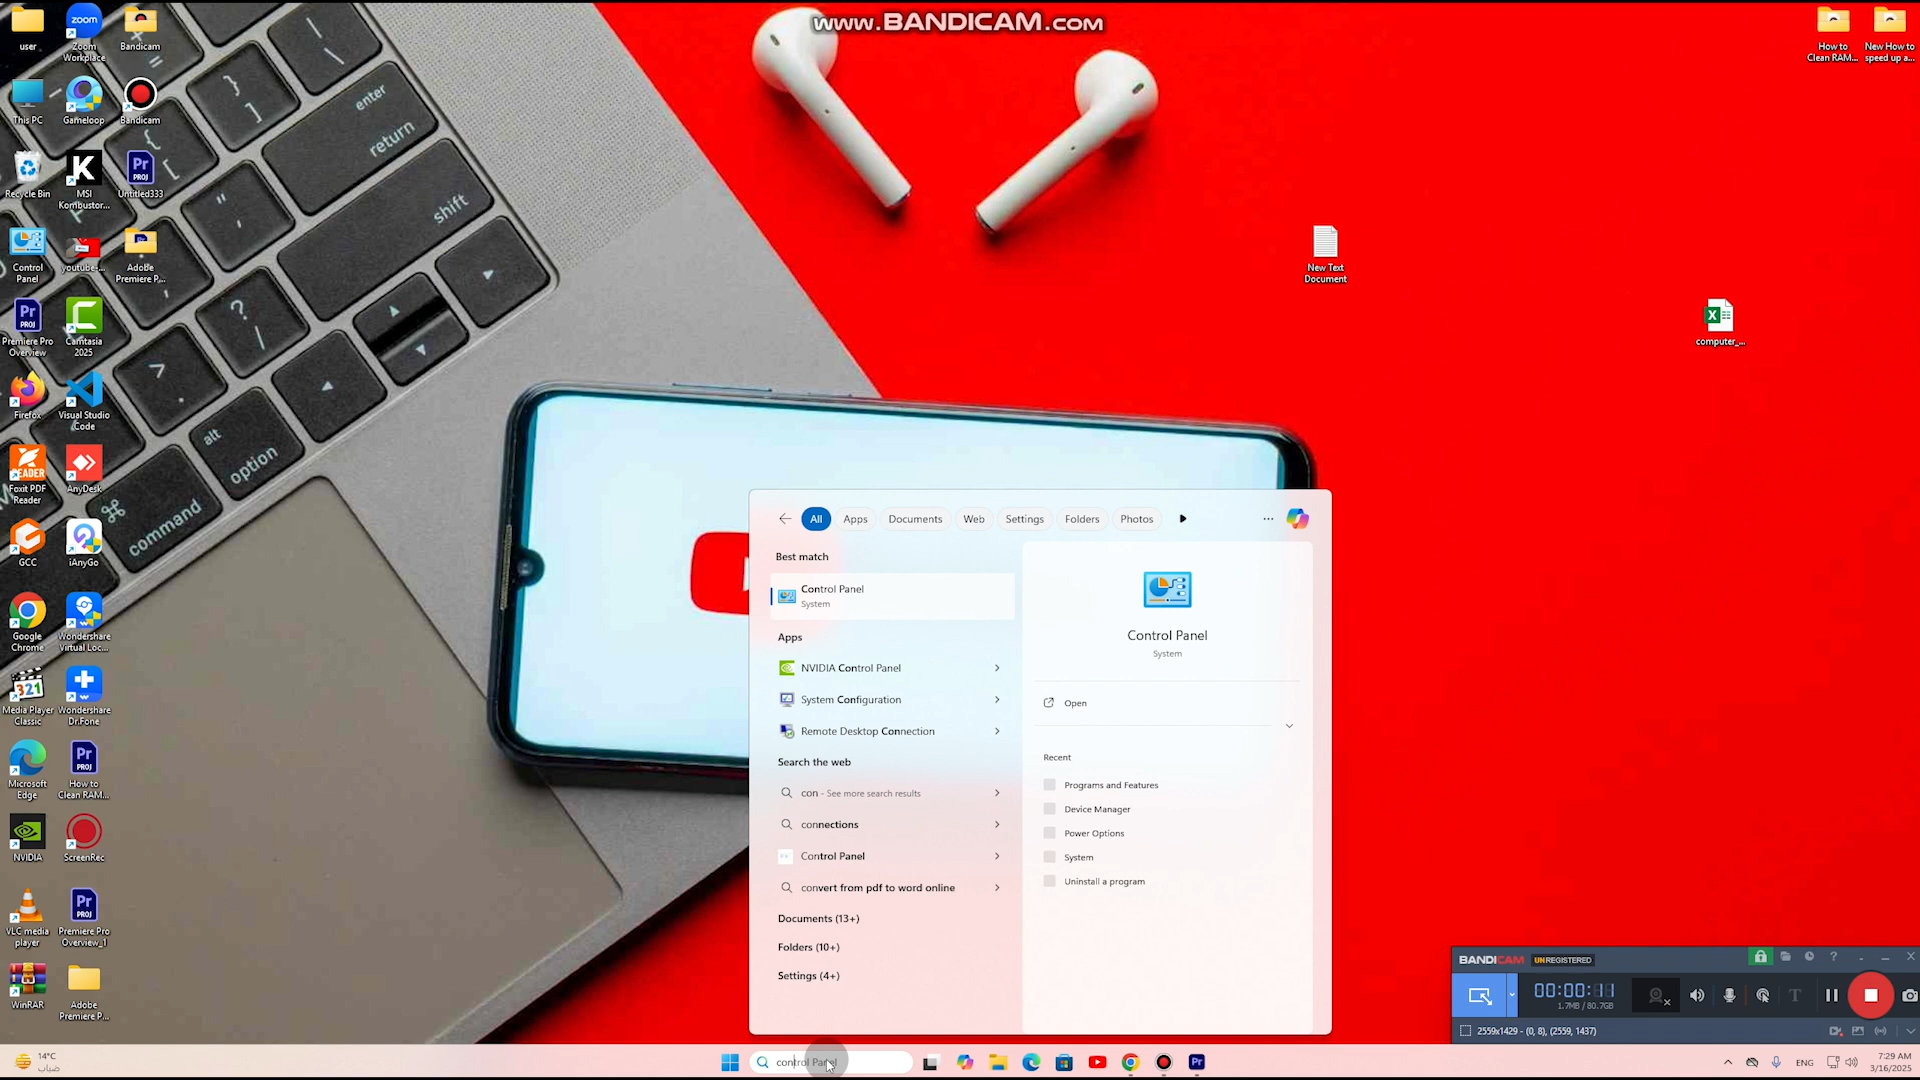 www.BANDICAM.com
user
Zoom
Workplace
Bandicam
This PC
Gameloop
Bandicam
Recycle Bin
MSI
Kombustor...
Untitled333
Control
Panel
youtube-...
Adobe
Premiere P...
Premiere Pro
Overview
Camtasia
2025
Firefox
Visual Studio
Code
Foxit PDF
Reader
AnyDesk
GCC
iAnyGo
Google
Chrome
Wondershare
Virtual Loc...
Media Player
Classic
Wondershare
Dr.Fone
Microsoft
Edge
How to
Clean RAM...
NVIDIA
ScreenRec
VLC media
player
Premiere Pro
Overview_1
WinRAR
Adobe
Premiere P...
enter
return
shift
alt
option
command
How to
Clean RAM...
New How to
speed up a...
New Text
Document
computer_...
All
Apps
Documents
Web
Settings
Folders
Photos
Best match
Control Panel
System
Apps
NVIDIA Control Panel
System Configuration
Remote Desktop Connection
Search the web
con - See more search results
connections
Control Panel
convert from pdf to word online
Documents (13+)
Folders (10+)
Settings (4+)
Control Panel
System
Open
Recent
Programs and Features
Device Manager
Power Options
System
Uninstall a program
BANDICAM UNREGISTERED
00:00:11
1.7MB / 80.7GB
2559x1429 - (0, 8), (2559, 1437)
14°C
ضباب
control Panel
ENG
7:29 AM
3/16/2025